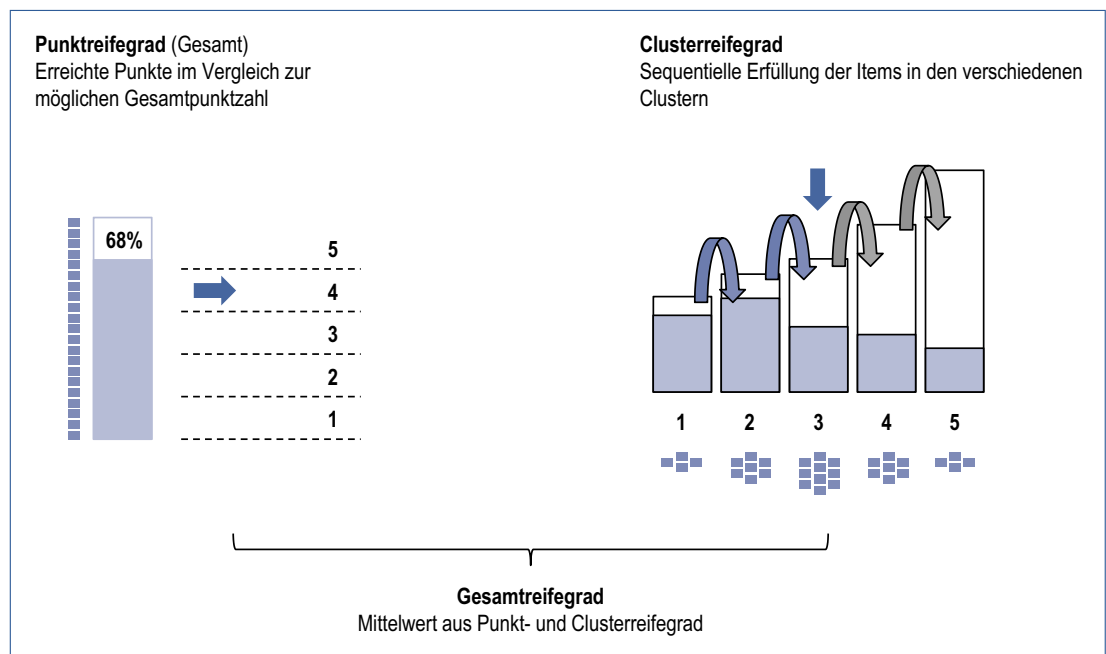 Punktreifegrad (Gesamt)
Erreichte Punkte im Vergleich zur
möglichen Gesamtpunktzahl
68%
5
4
3
2
1
Clusterreifegrad
Sequentielle Erfüllung der Items in den verschiedenen
Clustern
1 2 3 4 5
Gesamtreifegrad
Mittelwert aus Punkt- und Clusterreifegrad